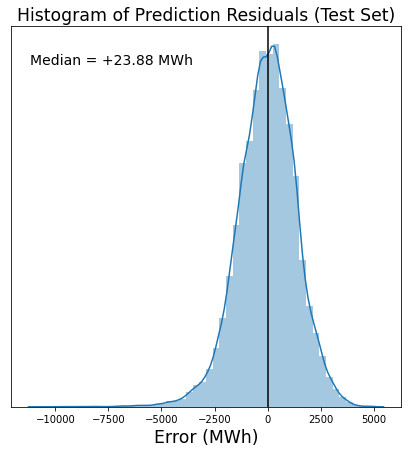 Histogram of Prediction Residuals (Test Set)
Median = +23.88 MWh
−10000 −7500 −5000 −2500 0 2500 5000
Error (MWh)